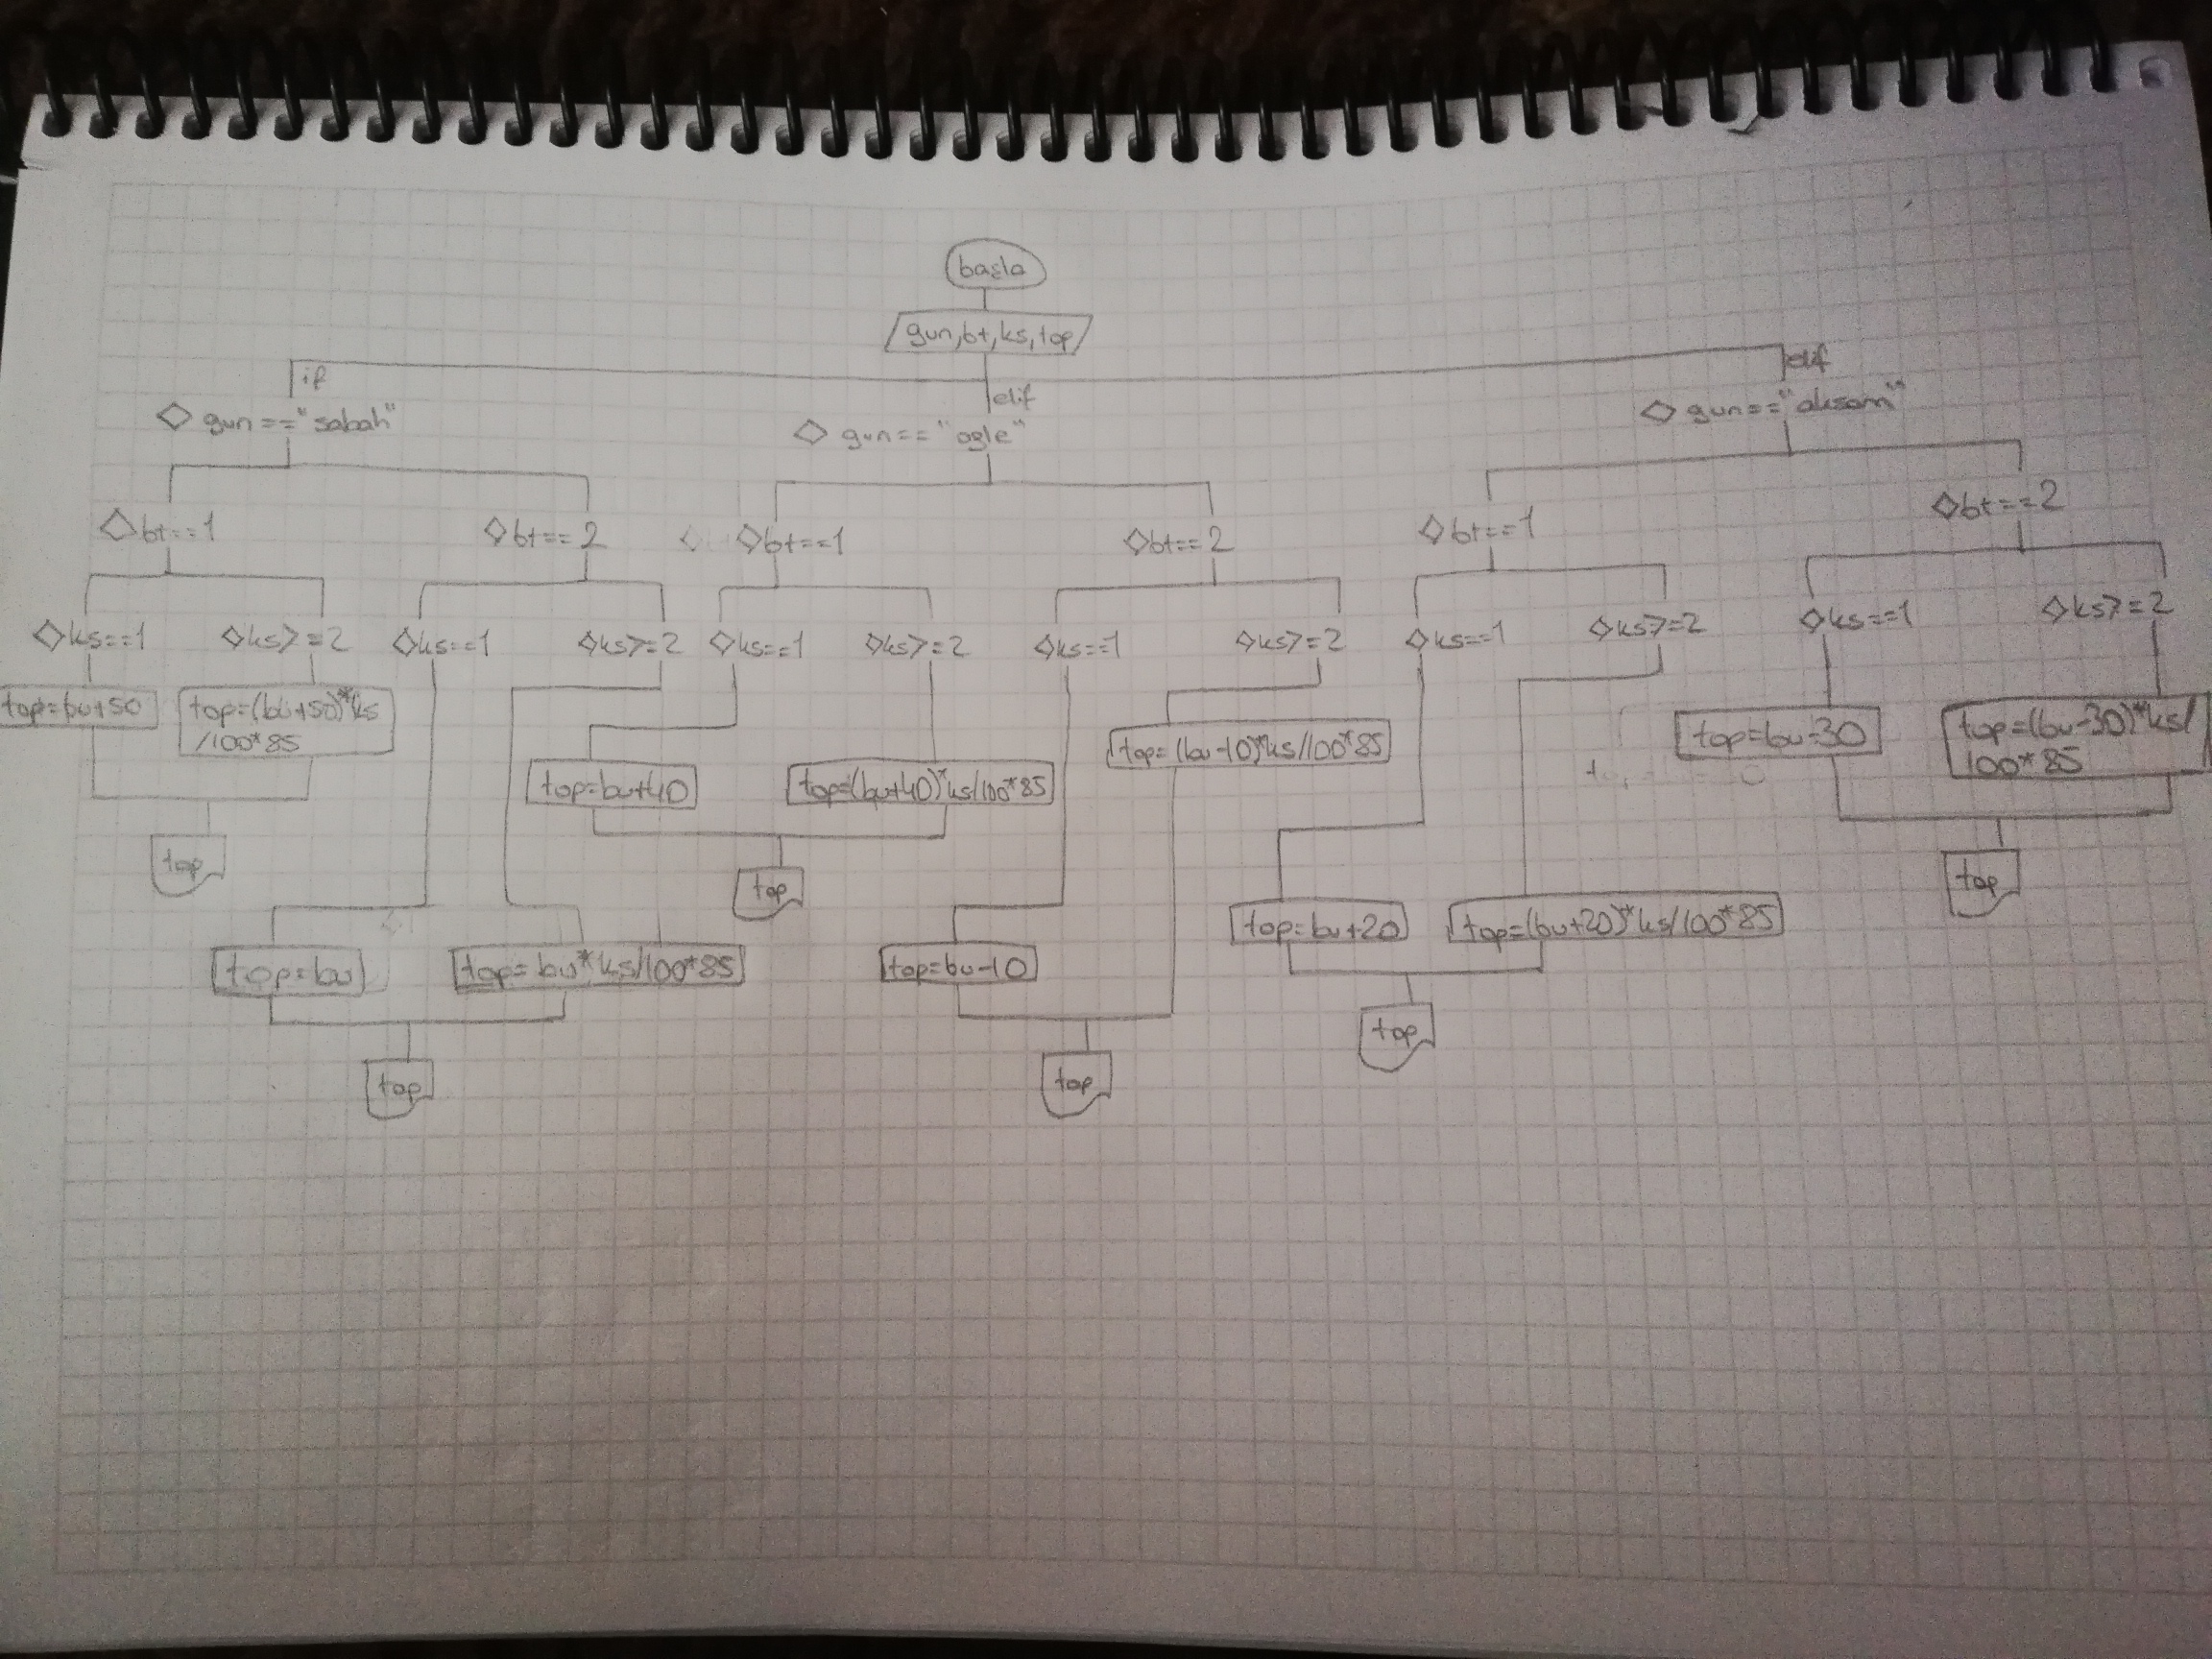 başla
gun,bt,ks,top
if
elif
elif
gun=="sabah"
gun=="ogle"
gun=="aksam"
bt==1
bt==2
bt==1
bt==2
bt==1
bt==2
ks==1
ks>=2
ks==1
ks>=2
ks==1
ks>=2
ks==1
ks>=2
ks==1
ks>=2
ks==1
ks>=2
top=bu+50
top=(bu+50)*ks
/100*85
top=bu+40
top=(bu+40)*ks/100*85
top=(bu-10)*ks/100*85
top=bu-30
top=(bu-30)*ks/
100*85
top
top
top
top=bu
top=bu*ks/100*85
top=bu-10
top=bu+20
top=(bu+20)*ks/100*85
top
top
top